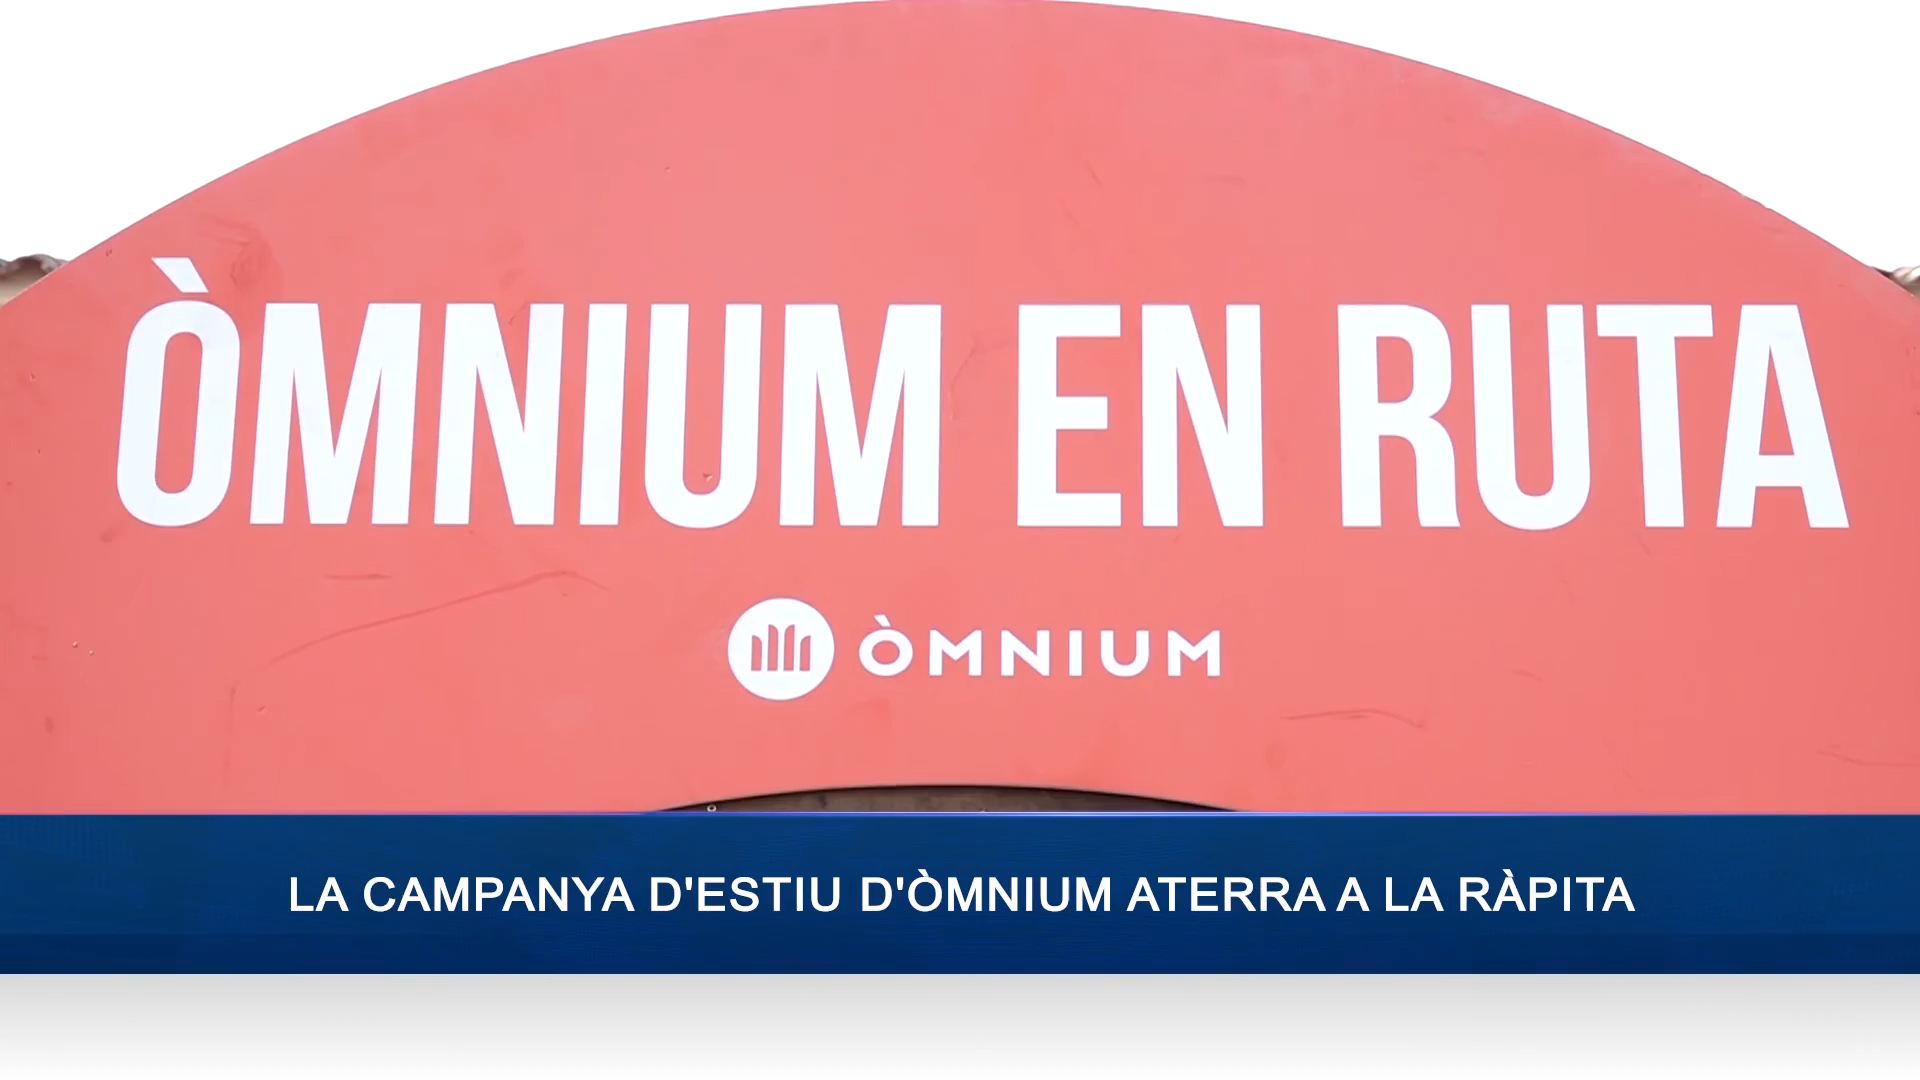 ÒMNIUM EN RUTA
ÒMNIUM
LA CAMPANYA D'ESTIU D'ÒMNIUM ATERRA A LA RÀPITA